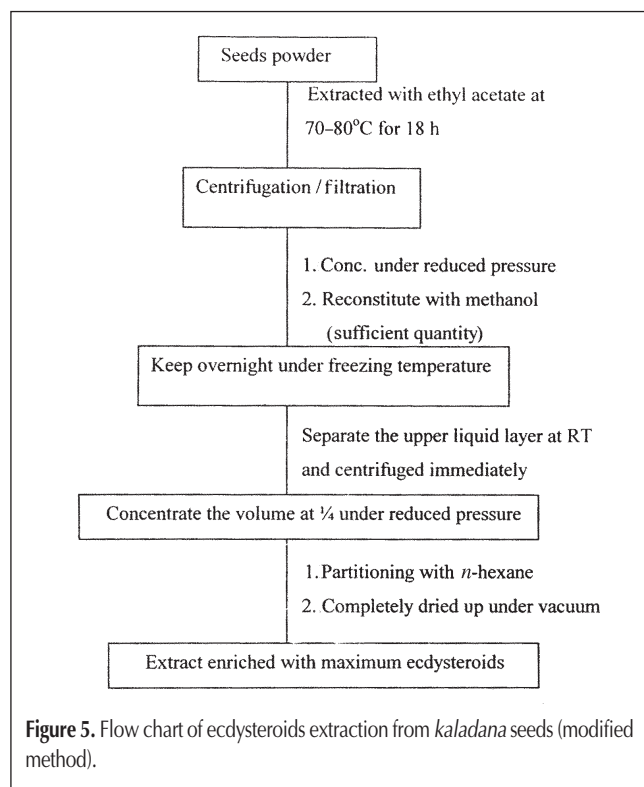 Seeds powder
Extracted with ethyl acetate at
70–80°C for 18 h
Centrifugation / filtration
1. Conc. under reduced pressure
2. Reconstitute with methanol
(sufficient quantity)
Keep overnight under freezing temperature
Separate the upper liquid layer at RT
and centrifuged immediately
Concentrate the volume at ¼ under reduced pressure
1.Partitioning with n-hexane
2. Completely dried up under vacuum
Extract enriched with maximum ecdysteroids
Figure 5. Flow chart of ecdysteroids extraction from kaladana seeds (modified
method).